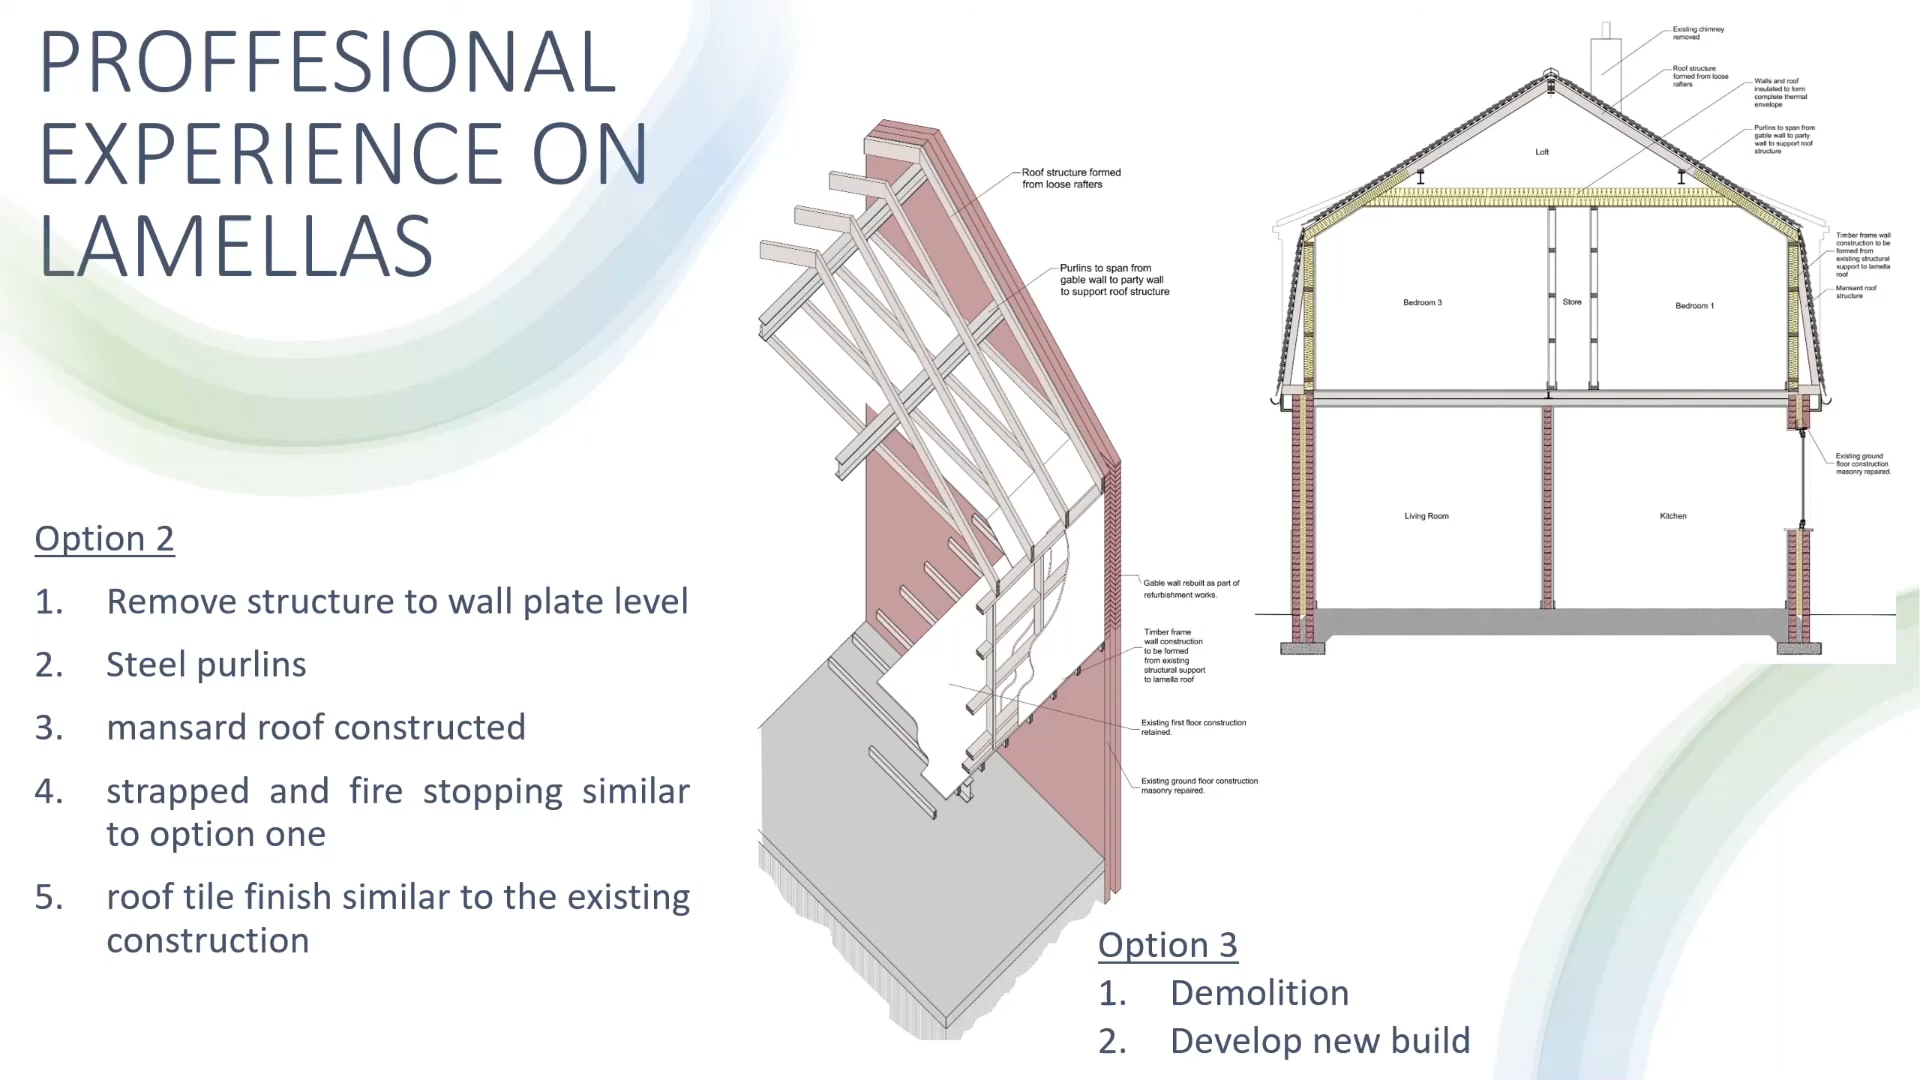 PROFFESIONAL
EXPERIENCE ON
LAMELLAS
Option 2
1. Remove structure to wall plate level
2. Steel purlins
3. mansard roof constructed
4. strapped and fire stopping similar
to option one
5. roof tile finish similar to the existing
construction
Roof structure formed
from loose rafters
Purlins to span from
gable wall to party wall
to support roof structure
Gable wall rebuilt as part of
refurbishment works.
Timber frame
wall construction
to be formed
from existing
structural support
to lamella roof
Existing first floor construction
retained.
Existing ground floor construction
masonry repaired.
Existing chimney
removed
Roof structure
formed from loose
rafters
Walls and roof
insulated to form
complete thermal
envelope
Purlins to span from
gable wall to party
wall to support roof
structure
Loft
Timber frame wall
construction to be
formed from
existing structural
support to lamella
roof
Mansard roof
structure
Bedroom 3
Store
Bedroom 1
Existing ground
floor construction
masonry repaired.
Living Room
Kitchen
Option 3
1. Demolition
2. Develop new build